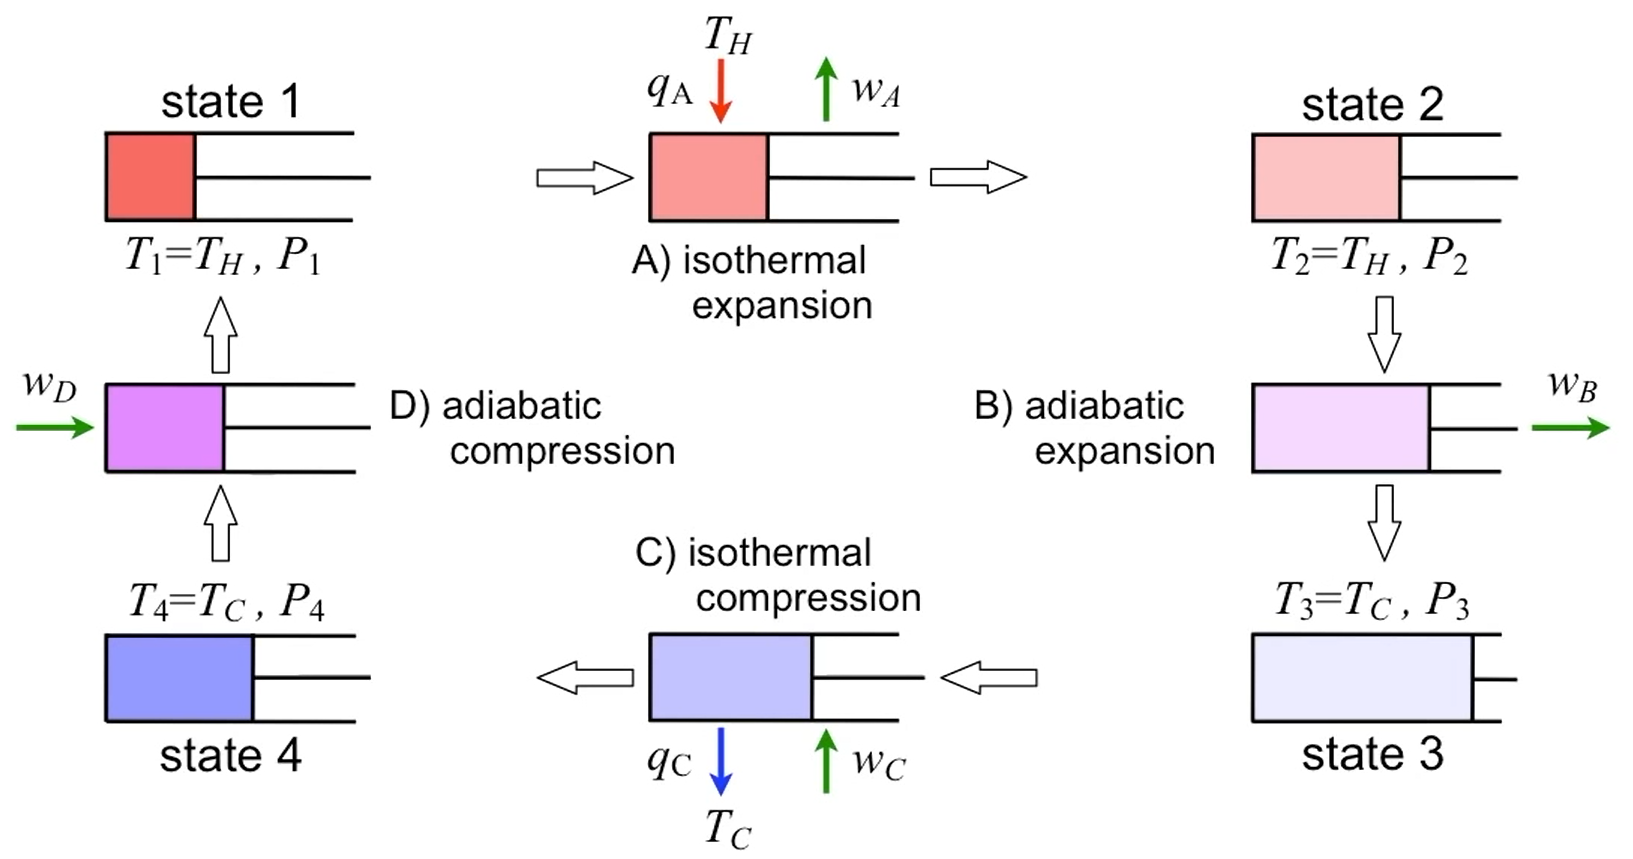 T_H
state 1
q_A
w_A
state 2
T_1=T_H , P_1
A) isothermal
expansion
T_2=T_H , P_2
w_D
D) adiabatic
compression
B) adiabatic
expansion
w_B
C) isothermal
compression
T_4=T_C , P_4
T_3=T_C , P_3
state 4
q_C
w_C
state 3
T_C